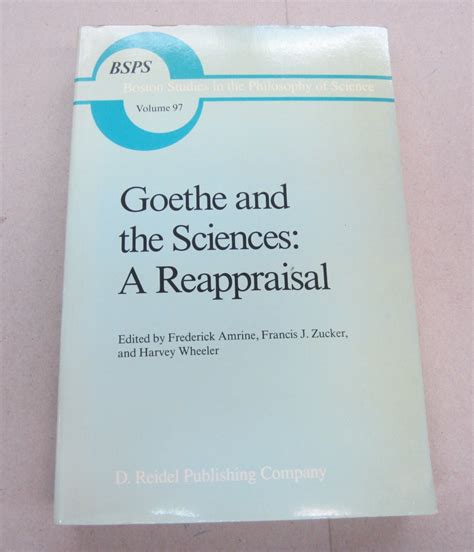 BSPS
Boston Studies in the Philosophy of Science
Volume 97
Goethe and
the Sciences:
A Reappraisal
Edited by Frederick Amrine, Francis J. Zucker,
and Harvey Wheeler
D. Reidel Publishing Company